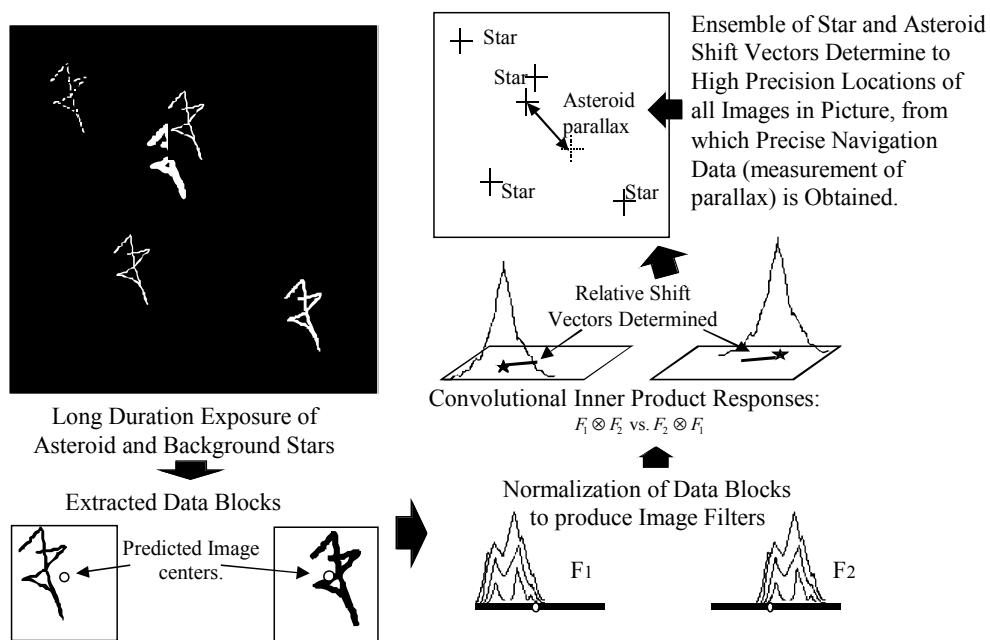 Long Duration Exposure of
Asteroid and Background Stars
Extracted Data Blocks
Predicted Image
centers.
Normalization of Data Blocks
to produce Image Filters
F1
F2
Convolutional Inner Product Responses:
F₁ ⊗ F₂ vs. F₂ ⊗ F₁
Relative Shift
Vectors Determined
Star
Star
Asteroid
parallax
Star
Star
Ensemble of Star and Asteroid
Shift Vectors Determine to
High Precision Locations of
all Images in Picture, from
which Precise Navigation
Data (measurement of
parallax) is Obtained.